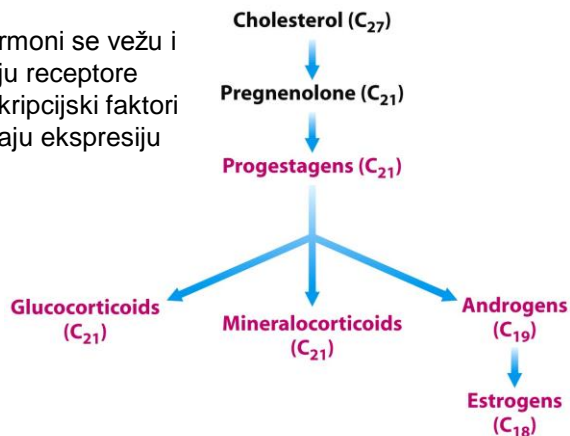 rmoni se vežu i
ju receptore
kripcijski faktori
aju ekspresiju
Cholesterol (C₂₇)
Pregnenolone (C₂₁)
Progestagens (C₂₁)
Glucocorticoids
(C₂₁)
Mineralocorticoids
(C₂₁)
Androgens
(C₁₉)
Estrogens
(C₁₈)